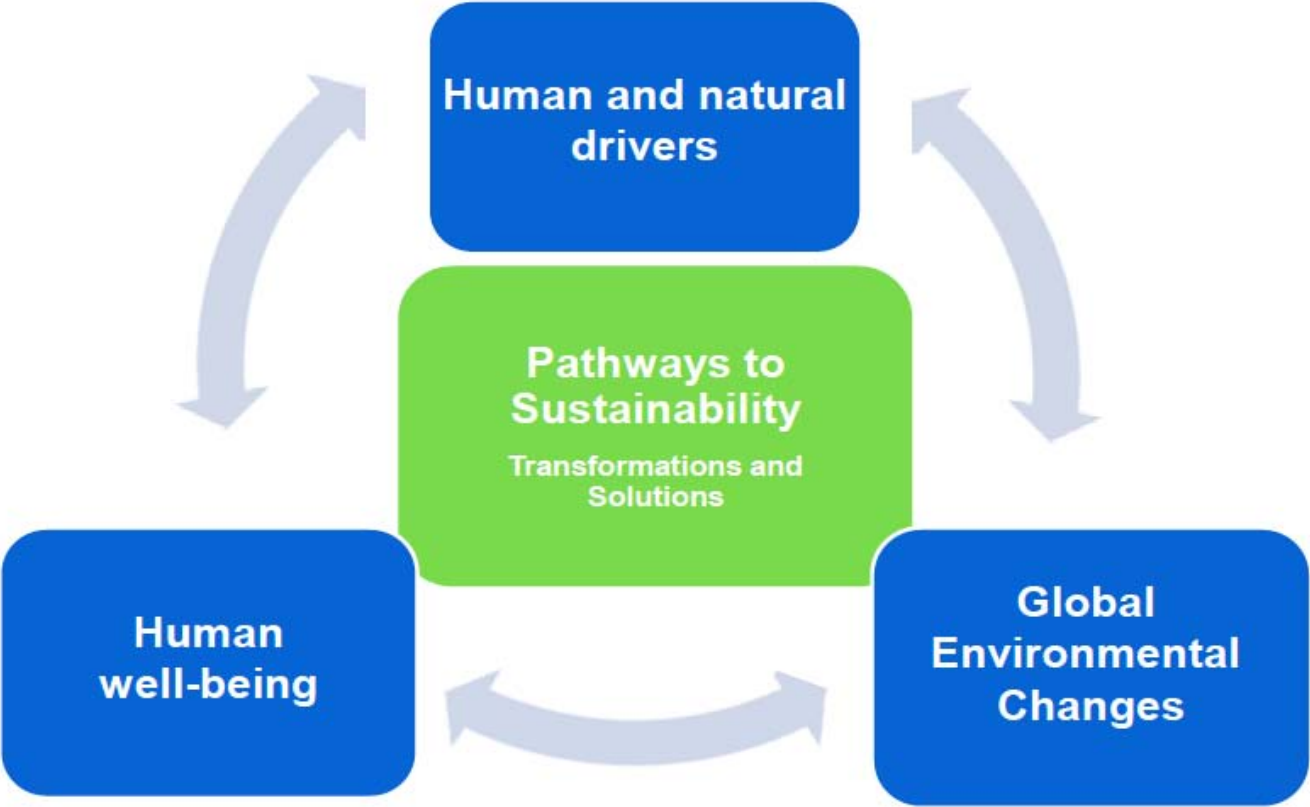 Human and natural
drivers
Pathways to
Sustainability
Transformations and
Solutions
Human
well-being
Global
Environmental
Changes